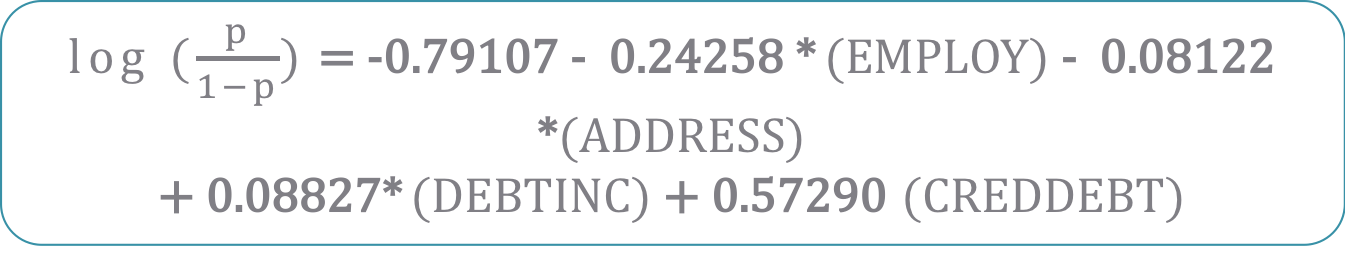 log (p/1−p) = -0.79107 - 0.24258 * (EMPLOY) - 0.08122
*(ADDRESS)
+ 0.08827* (DEBTINC) + 0.57290 (CREDDEBT)